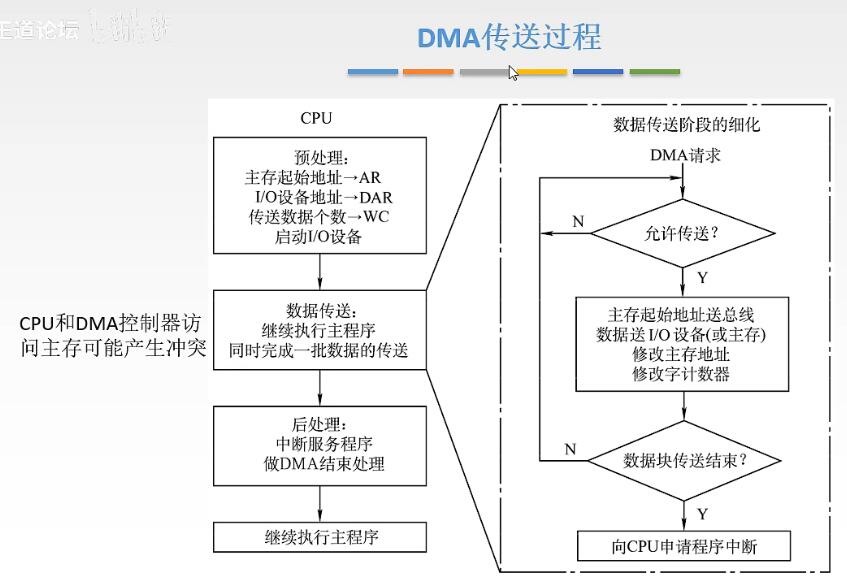 王道论坛
DMA传送过程
CPU
预处理：
主存起始地址→AR
I/O设备地址→DAR
传送数据个数→WC
启动I/O设备
数据传送：
继续执行主程序
同时完成一批数据的传送
后处理：
中断服务程序
做DMA结束处理
继续执行主程序
CPU和DMA控制器访
问主存可能产生冲突
数据传送阶段的细化
DMA请求
允许传送？
N
Y
主存起始地址送总线
数据送 I/O 设备(或主存)
修改主存地址
修改字计数器
数据块传送结束？
N
Y
向CPU申请程序中断